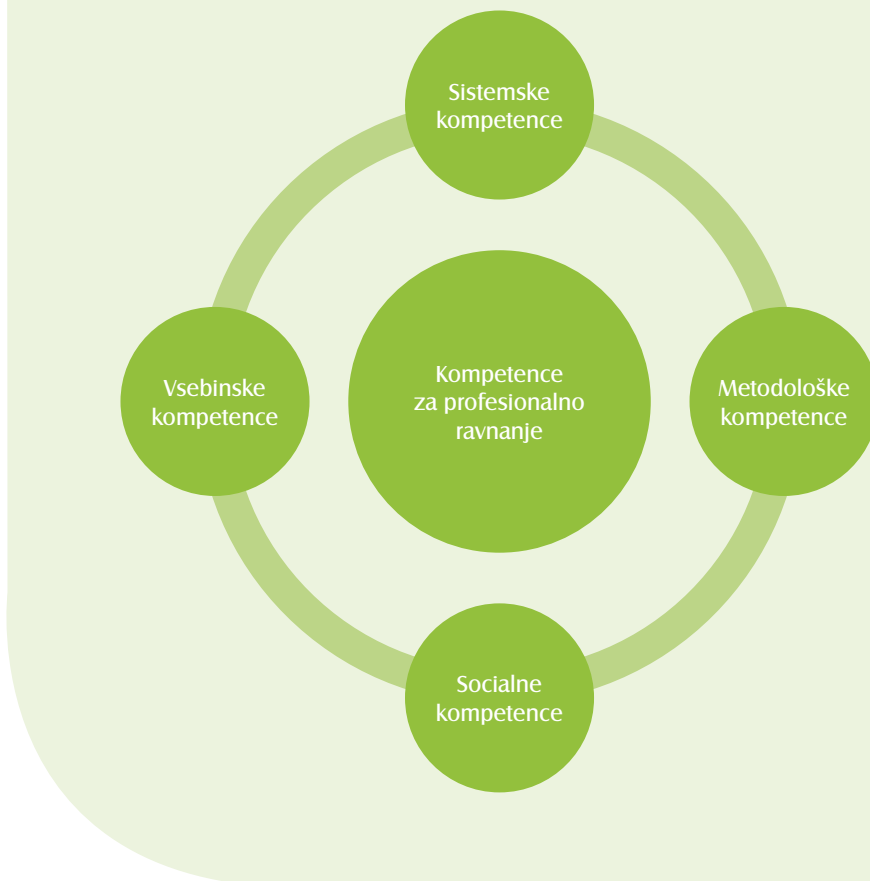 Sistemske
kompetence
Vsebinske
kompetence
Kompetence
za profesionalno
ravnanje
Metodološke
kompetence
Socialne
kompetence